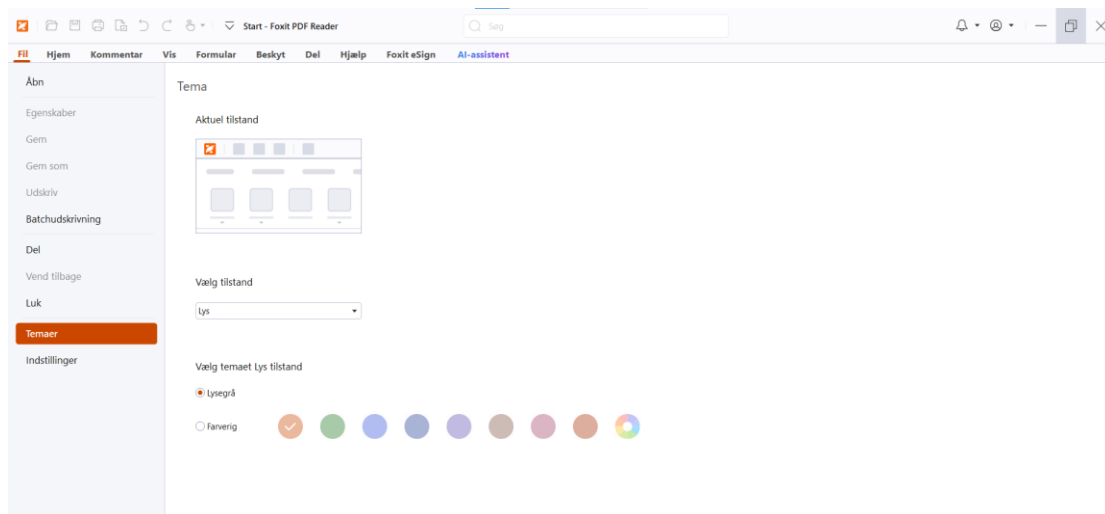 Start - Foxit PDF Reader
Søg
Fil Hjem Kommentar Vis Formular Beskyt Del Hjælp Foxit eSign AI-assistent
Åbn
Egenskaber
Gem
Gem som
Udskriv
Batchudskrivning
Del
Vend tilbage
Luk
Temaer
Indstillinger
Tema
Aktuel tilstand
Vælg tilstand
Lys
Vælg temaet Lys tilstand
Lysegrå
Farverig